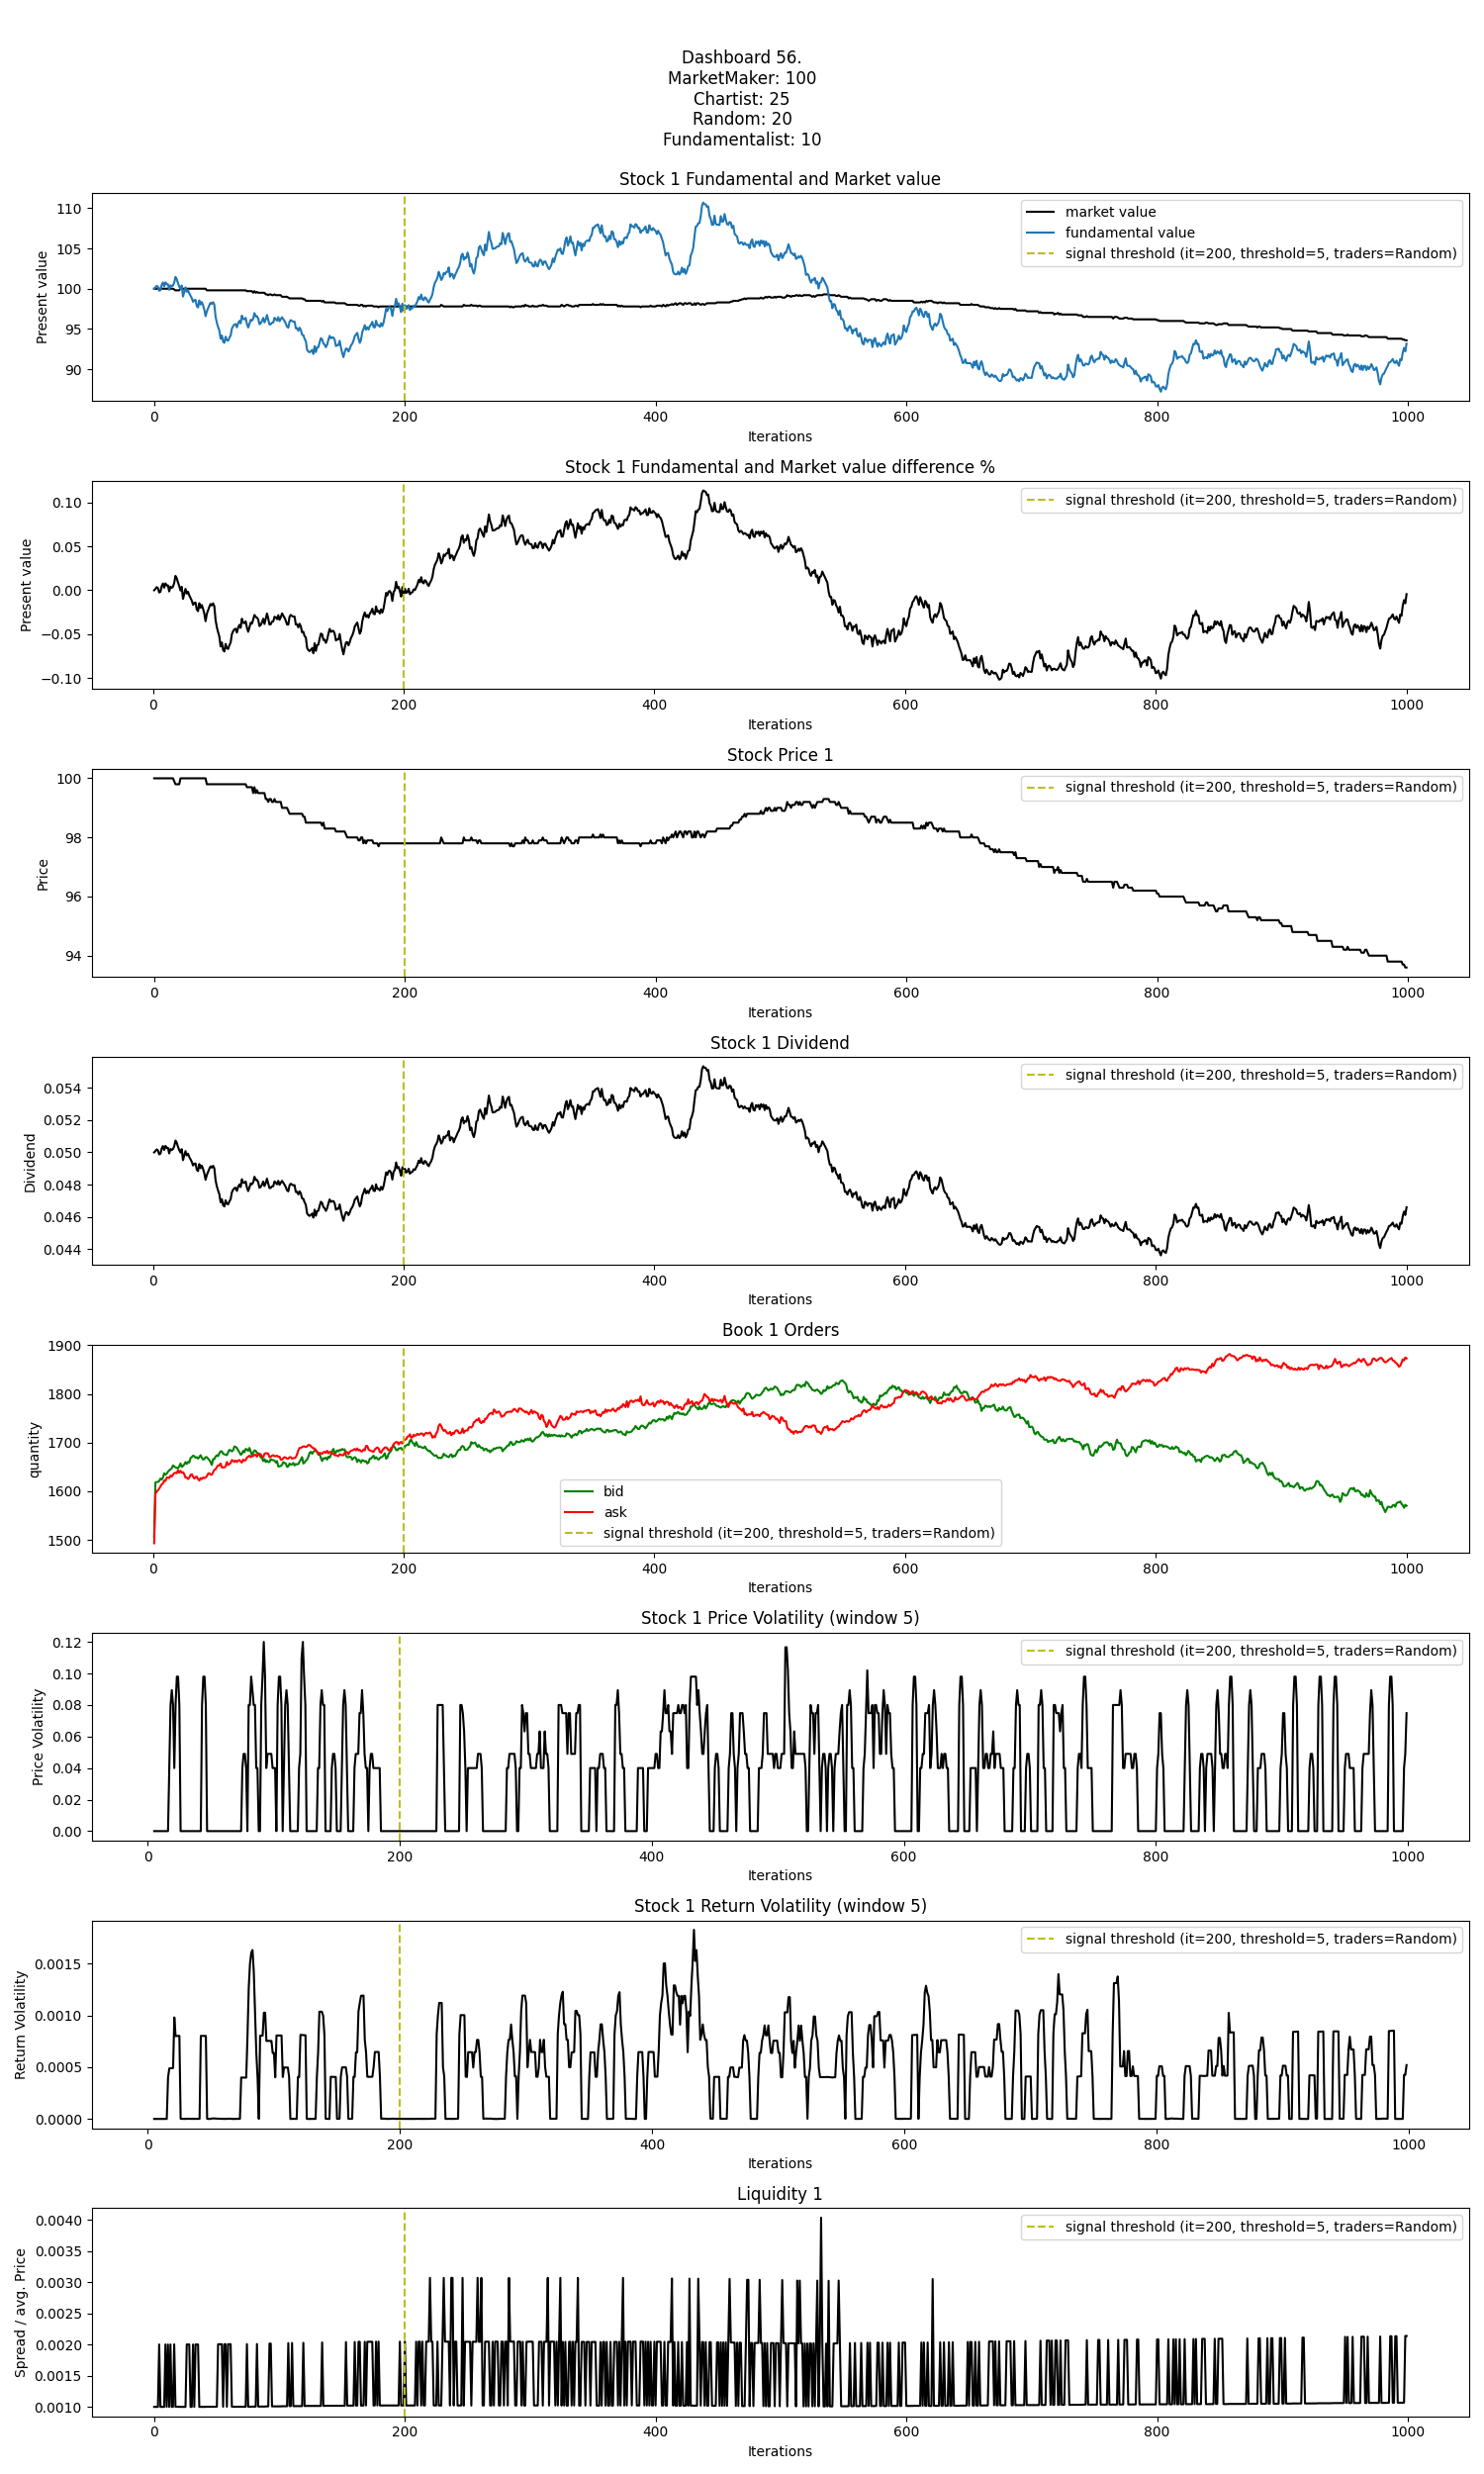 Dashboard 56.
MarketMaker: 100
Chartist: 25
Random: 20
Fundamentalist: 10
Stock 1 Fundamental and Market value
Present value
110
105
100
95
90
market value
fundamental value
signal threshold (it=200, threshold=5, traders=Random)
0 200 400 600 800 1000
Iterations
Stock 1 Fundamental and Market value difference %
Present value
0.10
0.05
0.00
−0.05
−0.10
signal threshold (it=200, threshold=5, traders=Random)
0 200 400 600 800 1000
Iterations
Stock Price 1
Price
100
98
96
94
signal threshold (it=200, threshold=5, traders=Random)
0 200 400 600 800 1000
Iterations
Stock 1 Dividend
Dividend
0.054
0.052
0.050
0.048
0.046
0.044
signal threshold (it=200, threshold=5, traders=Random)
0 200 400 600 800 1000
Iterations
Book 1 Orders
quantity
1900
1800
1700
1600
1500
bid
ask
signal threshold (it=200, threshold=5, traders=Random)
0 200 400 600 800 1000
Iterations
Stock 1 Price Volatility (window 5)
Price Volatility
0.12
0.10
0.08
0.06
0.04
0.02
0.00
signal threshold (it=200, threshold=5, traders=Random)
0 200 400 600 800 1000
Iterations
Stock 1 Return Volatility (window 5)
Return Volatility
0.0015
0.0010
0.0005
0.0000
signal threshold (it=200, threshold=5, traders=Random)
0 200 400 600 800 1000
Iterations
Liquidity 1
Spread / avg. Price
0.0040
0.0035
0.0030
0.0025
0.0020
0.0015
0.0010
signal threshold (it=200, threshold=5, traders=Random)
0 200 400 600 800 1000
Iterations